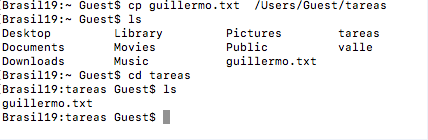 [Brasil19:~ Guest$ cp guillermo.txt  /Users/Guest/tareas
[Brasil19:~ Guest$ ls
Desktop Library Pictures tareas
Documents Movies Public valle
Downloads Music guillermo.txt
[Brasil19:~ Guest$ cd tareas
[Brasil19:tareas Guest$ ls
guillermo.txt
Brasil19:tareas Guest$